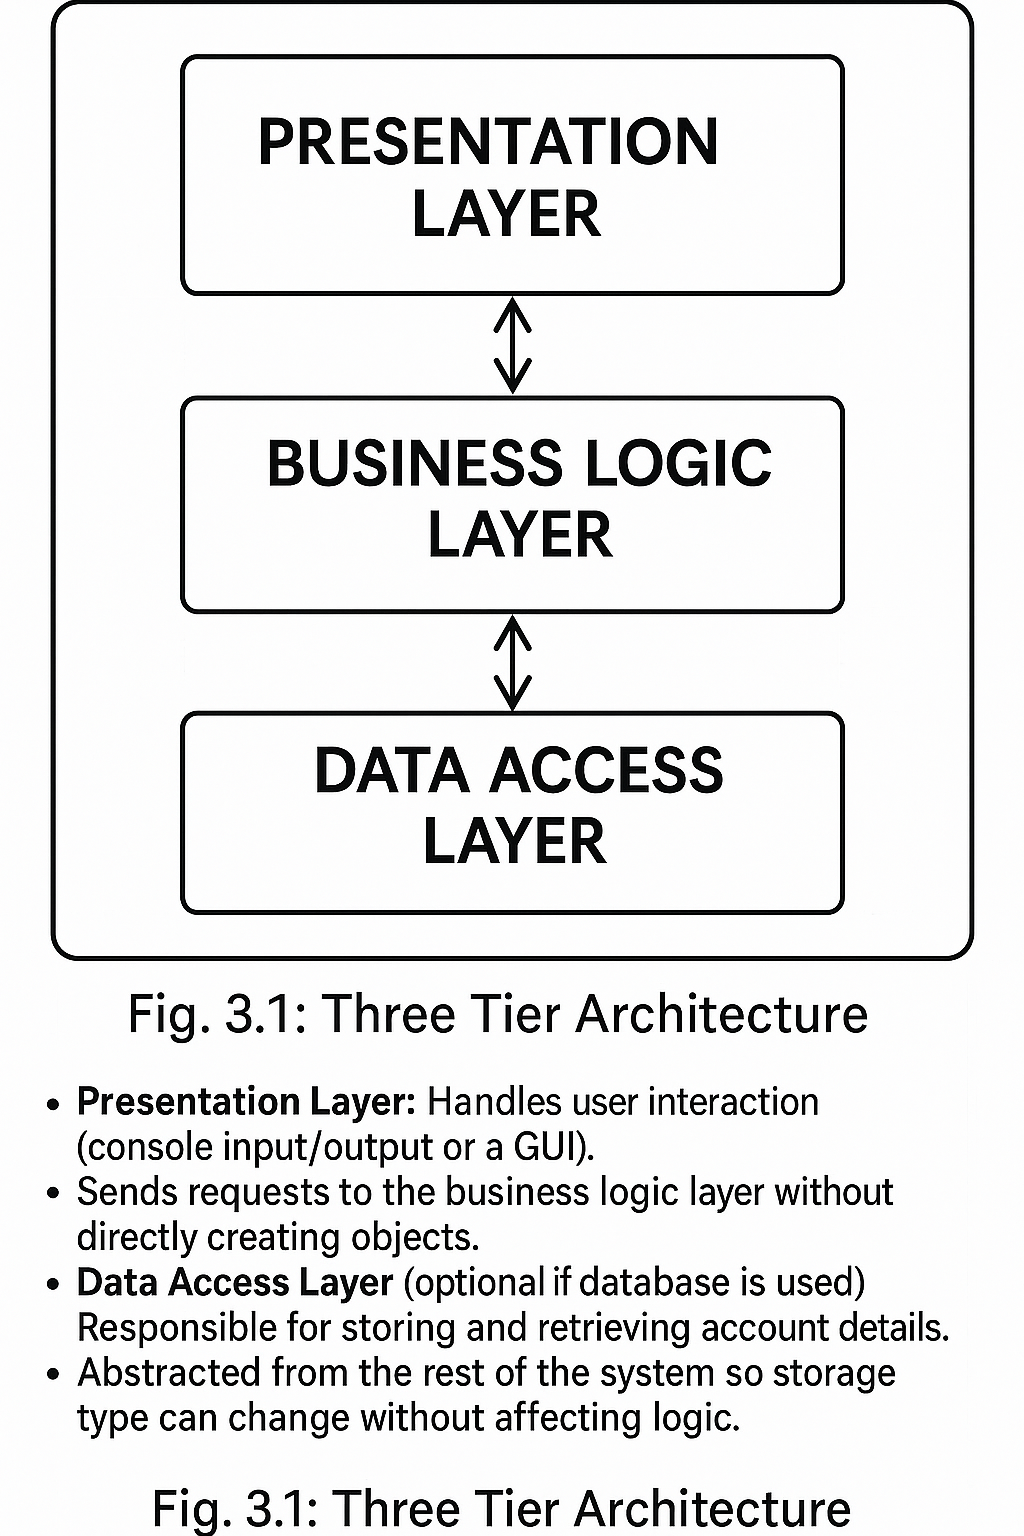 PRESENTATION
LAYER
BUSINESS LOGIC
LAYER
DATA ACCESS
LAYER
Fig. 3.1: Three Tier Architecture
• Presentation Layer: Handles user interaction
(console input/output or a GUI).
• Sends requests to the business logic layer without
directly creating objects.
• Data Access Layer (optional if database is used)
Responsible for storing and retrieving account details.
• Abstracted from the rest of the system so storage
type can change without affecting logic.
Fig. 3.1: Three Tier Architecture